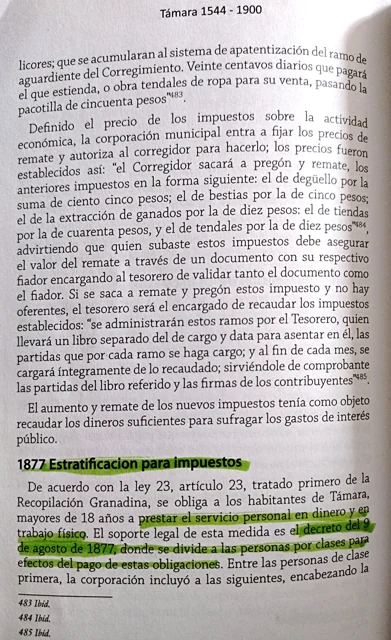 Támara 1544 - 1900
licores; que se acumularan al sistema de apatentización del ramo de
aguardiente del Corregimiento. Veinte centavos diarios que pagará
el que estienda, o obra tendales de ropa para su venta, pasando la
pacotilla de cincuenta pesos"483.
Definido el precio de los impuestos sobre la actividad
económica, la corporación municipal entra a fijar los precios de
remate y autoriza al corregidor para hacerlo; los precios fueron
establecidos así: "el Corregidor sacará a pregón y remate, los
anteriores impuestos en la forma siguiente: el de degüello por la
suma de ciento cinco pesos; el de bestias por la de cinco pesos;
el de la extracción de ganados por la de diez pesos: el de tiendas
por la de cuarenta pesos, y el de tendales por la de diez pesos"484,
advirtiendo que quien subaste estos impuestos debe asegurar
el valor del remate a través de un documento con su respectivo
fiador encargando al tesorero de validar tanto el documento como
el fiador. Si se saca a remate y pregón estos impuesto y no hay
oferentes, el tesorero será el encargado de recaudar los impuestos
establecidos: "se administrarán estos ramos por el Tesorero, quien
llevará un libro separado del de cargo y data para asentar en él, las
partidas que por cada ramo se haga cargo; y al fin de cada mes, se
cargará íntegramente de lo recaudado; sirviéndole de comprobante
las partidas del libro referido y las firmas de los contribuyentes"485.
El aumento y remate de los nuevos impuestos tenía como objeto
recaudar los dineros suficientes para sufragar los gastos de interés
público.
1877 Estratificacion para impuestos
De acuerdo con la ley 23, artículo 23, tratado primero de la
Recopilación Granadina, se obliga a los habitantes de Támara,
mayores de 18 años a prestar el servicio personal en dinero y en
trabajo físico. El soporte legal de esta medida es el decreto del 9
de agosto de 1877, donde se divide a las personas por clases para
efectos del pago de estas obligaciones. Entre las personas de clase
primera, la corporación incluyó a las siguientes, encabezando la
483 Ibíd.
484 Ibíd.
485 Ibíd.